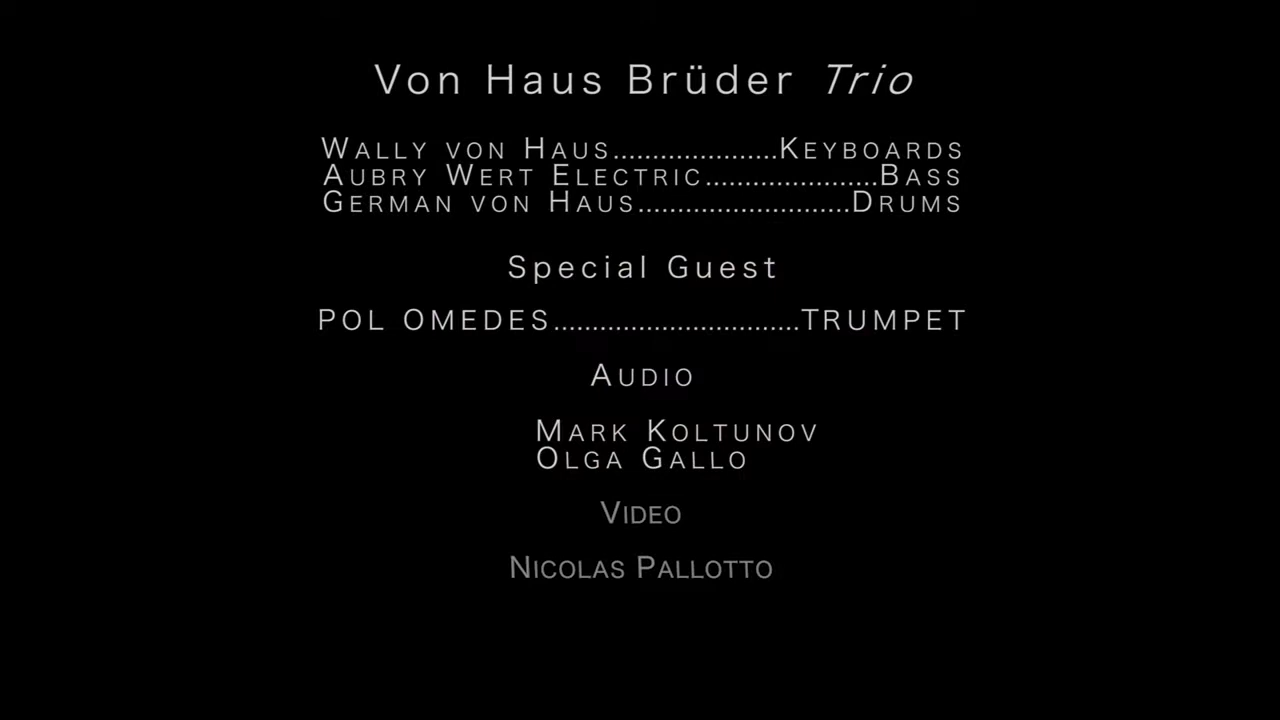 Von Haus Brüder Trio
Wally von Haus.....................Keyboards
Aubry Wert Electric......................Bass
German von Haus...........................Drums
Special Guest
POL OMEDES...............................TRUMPET
Audio
Mark Koltunov
Olga Gallo
Video
Nicolas Pallotto